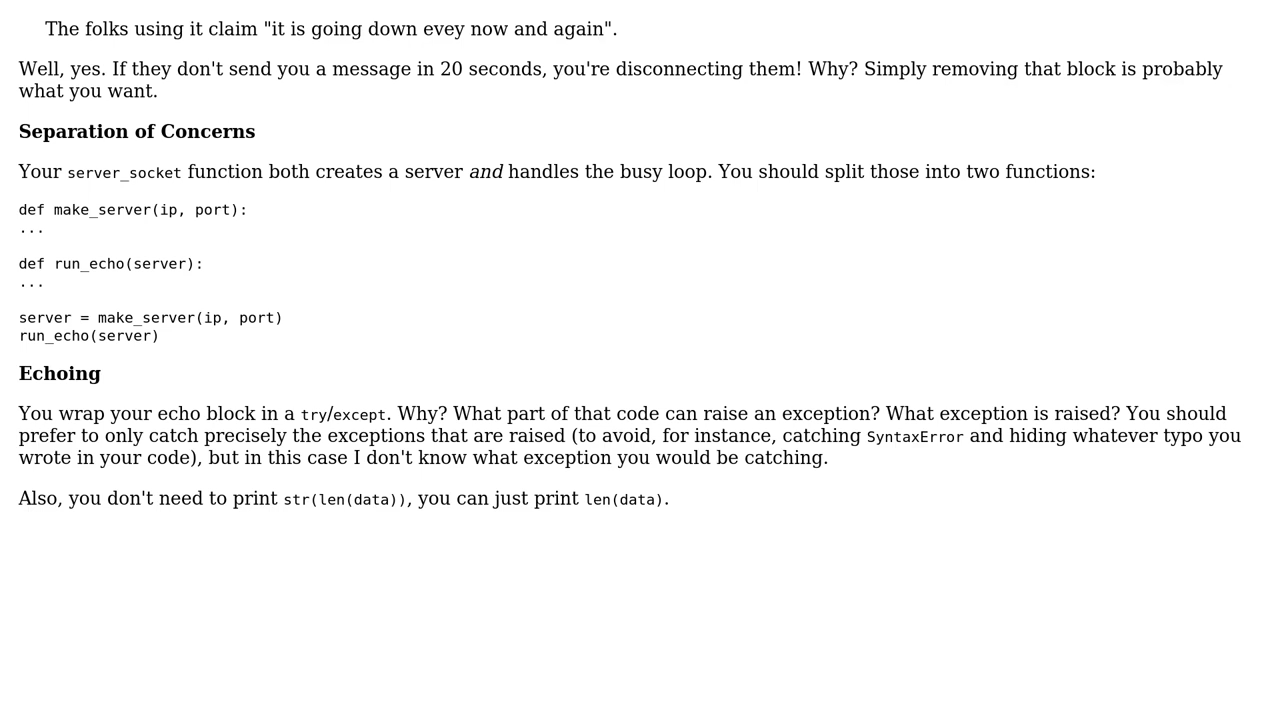 The folks using it claim "it is going down evey now and again".
Well, yes. If they don't send you a message in 20 seconds, you're disconnecting them! Why? Simply removing that block is probably
what you want.
Separation of Concerns
Your server_socket function both creates a server and handles the busy loop. You should split those into two functions:
def make_server(ip, port):
...
def run_echo(server):
...
server = make_server(ip, port)
run_echo(server)
Echoing
You wrap your echo block in a try/except. Why? What part of that code can raise an exception? What exception is raised? You should
prefer to only catch precisely the exceptions that are raised (to avoid, for instance, catching SyntaxError and hiding whatever typo you
wrote in your code), but in this case I don't know what exception you would be catching.
Also, you don't need to print str(len(data)), you can just print len(data).